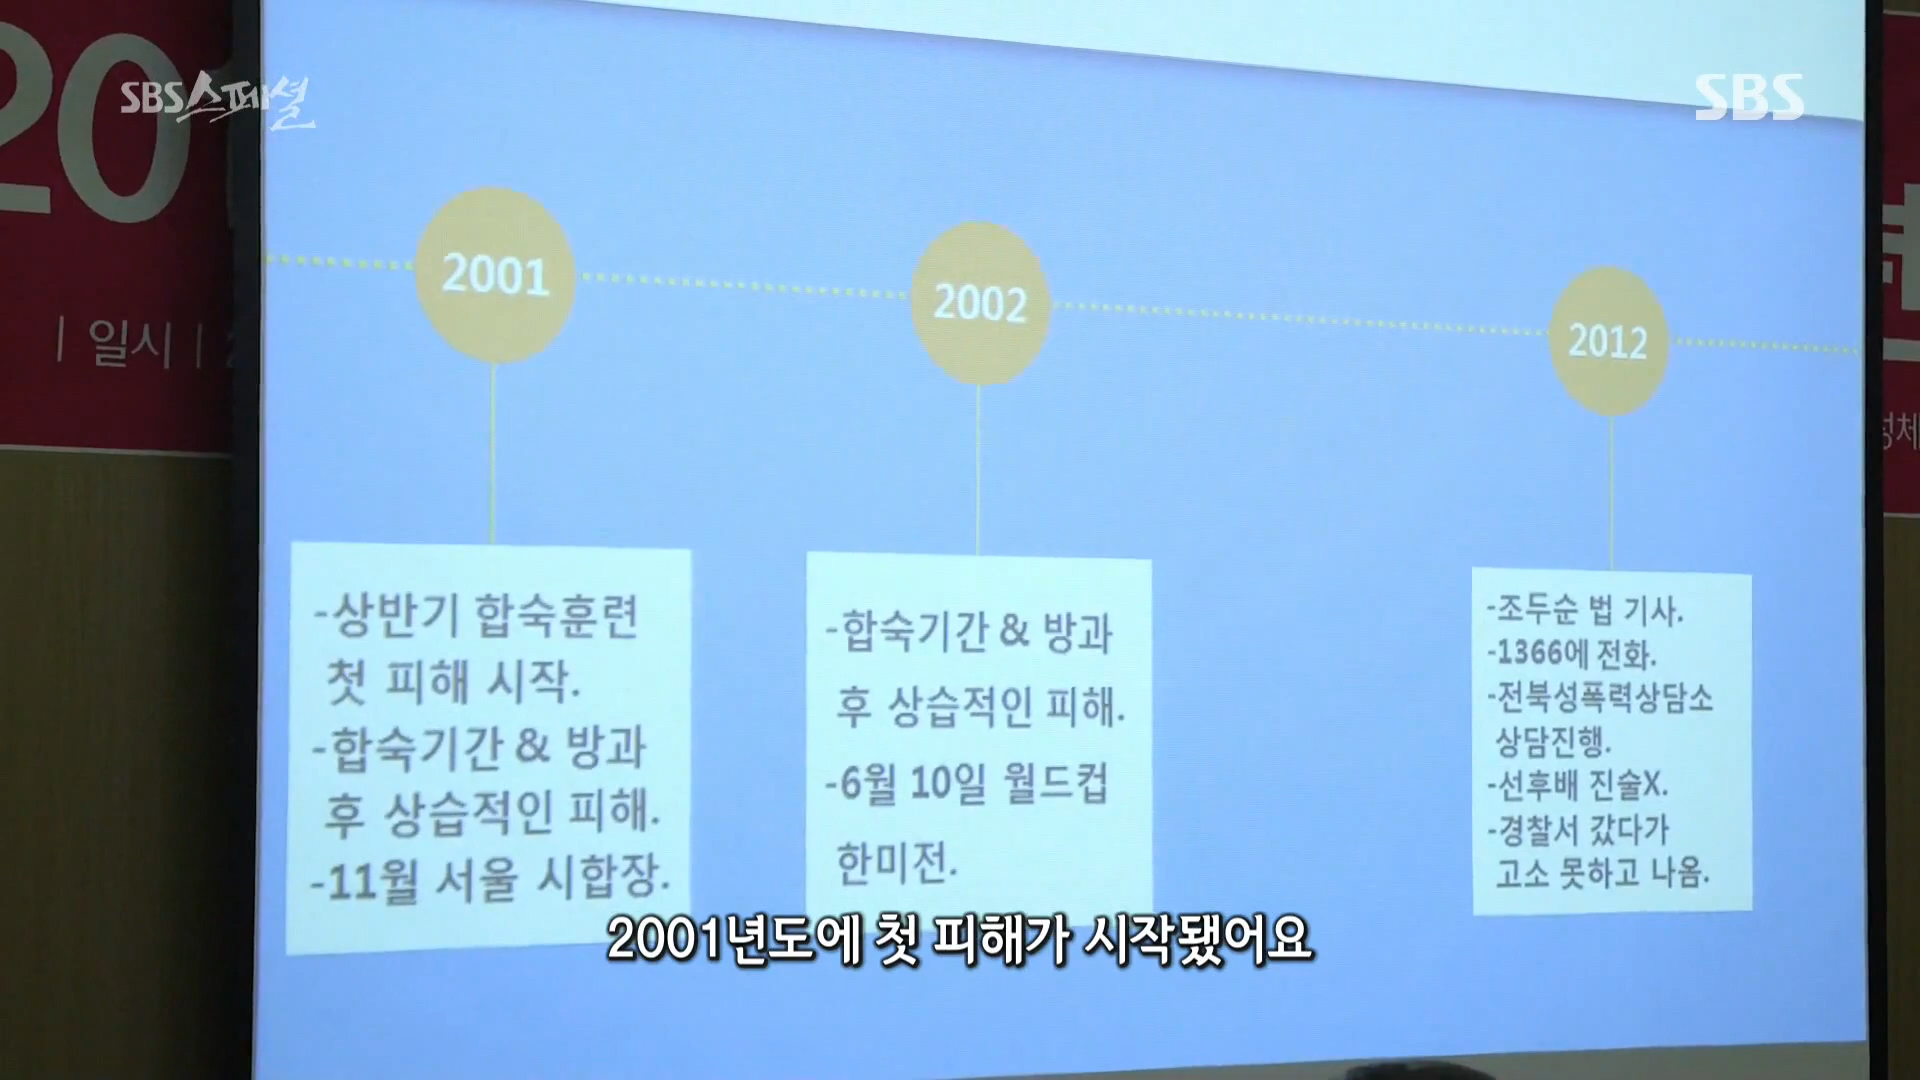 SBS스페셜
SBS
20
| 일시 |
2001
2002
2012
-상반기 합숙훈련
첫 피해 시작.
-합숙기간 & 방과
후 상습적인 피해.
-11월 서울 시합장.
-합숙기간 & 방과
후 상습적인 피해.
-6월 10일 월드컵
한미전.
-조두순 법 기사.
-1366에 전화.
-전북성폭력상담소
상담진행.
-선후배 진술X.
-경찰서 갔다가
고소 못하고 나옴.
2001년도에 첫 피해가 시작됐어요